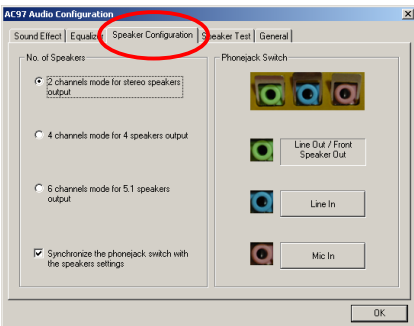 AC97 Audio Configuration
Sound Effect
Equalizer
Speaker Configuration
Speaker Test
General
No. of Speakers
2 channels mode for stereo speakers
output
4 channels mode for 4 speakers output
6 channels mode for 5.1 speakers
output
Synchronize the phonejack switch with
the speakers settings
Phonejack Switch
Line Out / Front
Speaker Out
Line In
Mic In
OK